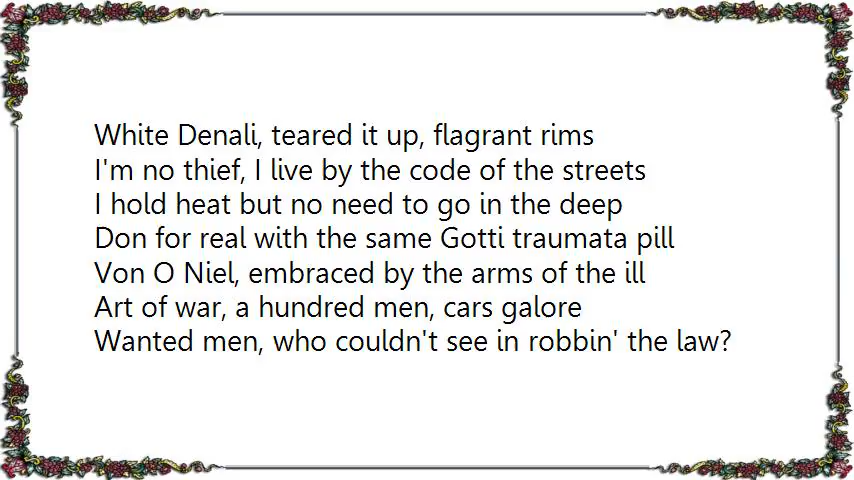 White Denali, teared it up, flagrant rims
I'm no thief, I live by the code of the streets
I hold heat but no need to go in the deep
Don for real with the same Gotti traumata pill
Von O Niel, embraced by the arms of the ill
Art of war, a hundred men, cars galore
Wanted men, who couldn't see in robbin' the law?